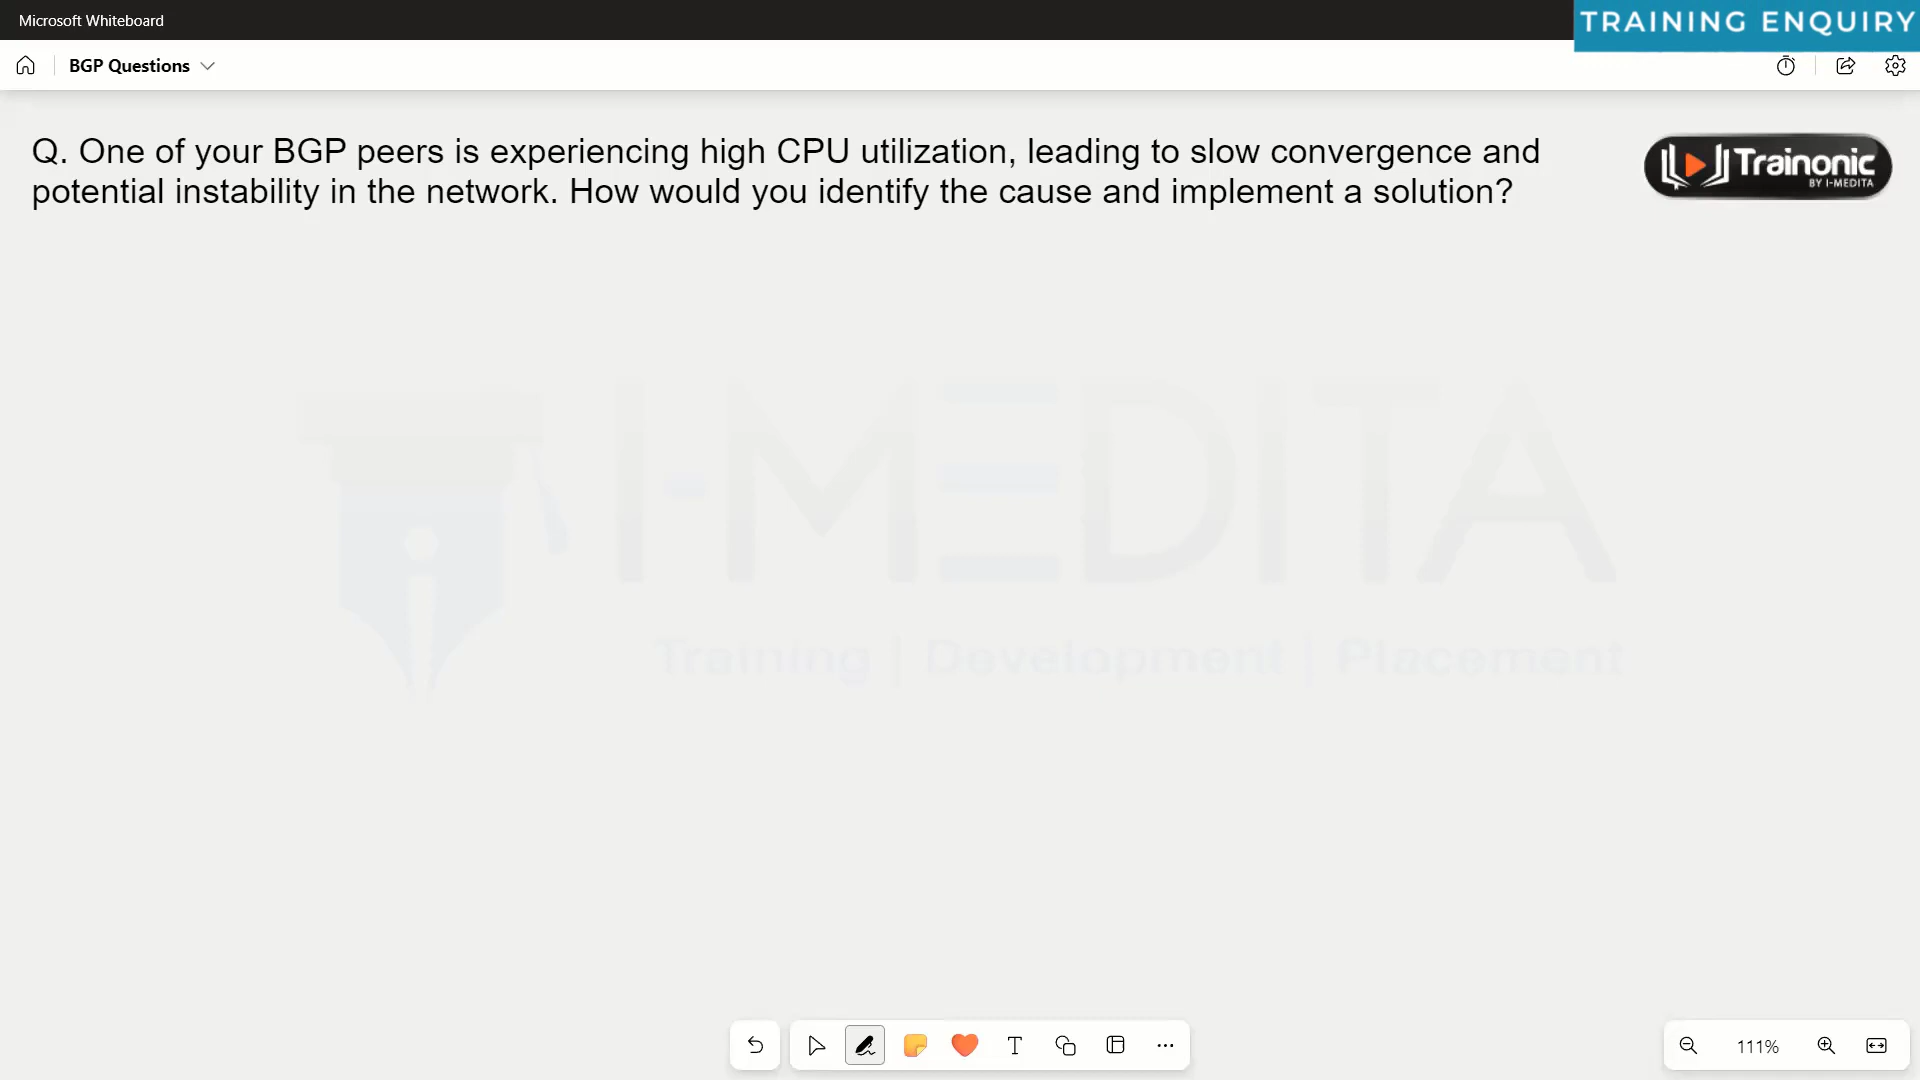 Microsoft Whiteboard
TRAINING ENQUIRY
BGP Questions
Q. One of your BGP peers is experiencing high CPU utilization, leading to slow convergence and
potential instability in the network. How would you identify the cause and implement a solution?
Trainonic
BY I-MEDITA
I-MEDITA
Training | Development | Placement
111%